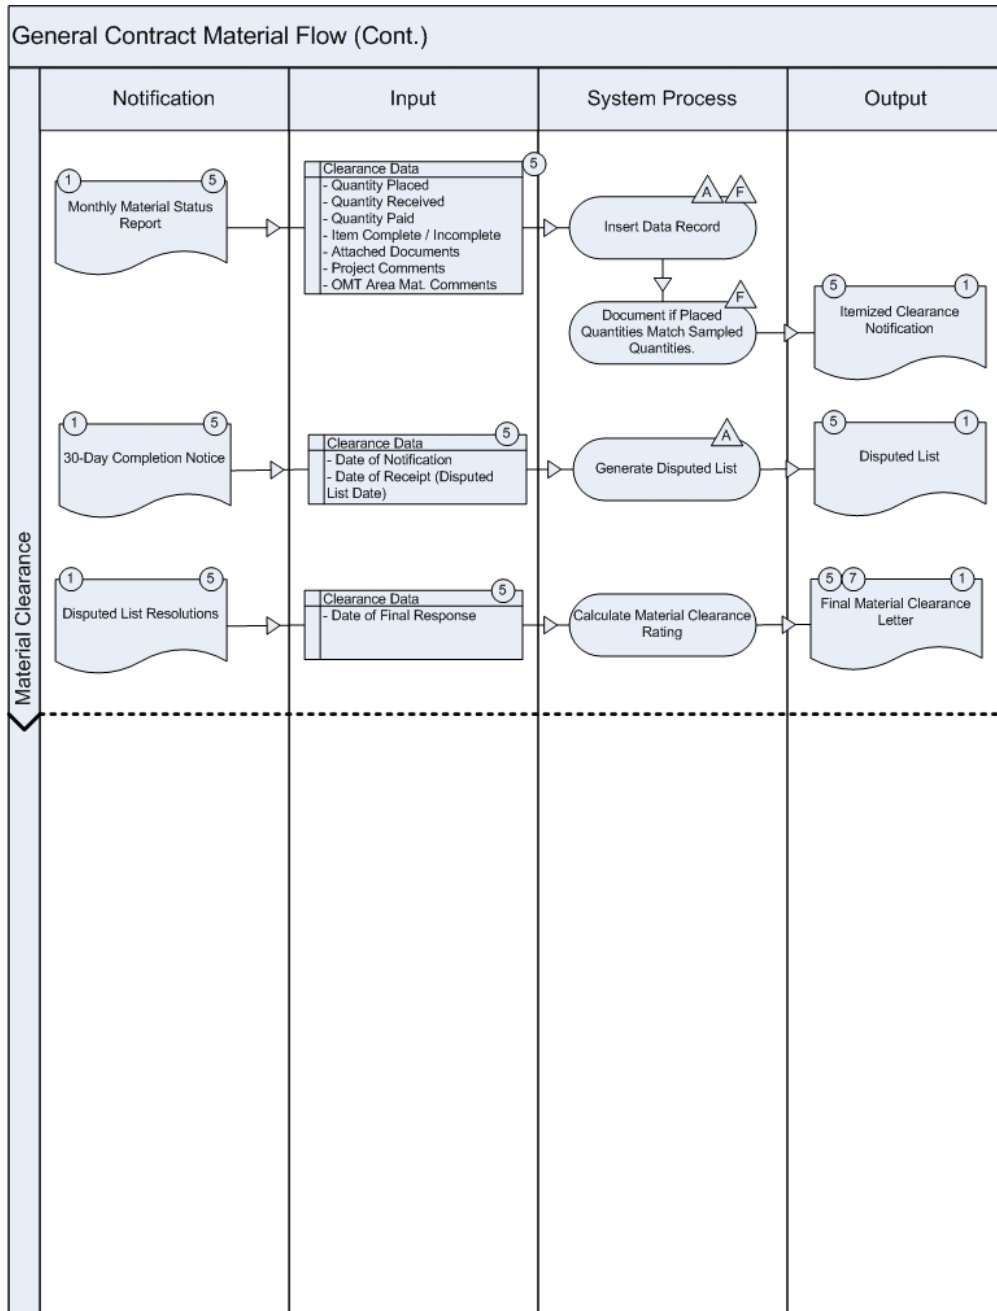 General Contract Material Flow (Cont.)
Notification
Input
System Process
Output
Material Clearance
1
5
Monthly Material Status
Report
5
Clearance Data
- Quantity Placed
- Quantity Received
- Quantity Paid
- Item Complete / Incomplete
- Attached Documents
- Project Comments
- OMT Area Mat. Comments
A
F
Insert Data Record
F
Document if Placed
Quantities Match Sampled
Quantities.
5
1
Itemized Clearance
Notification
1
5
30-Day Completion Notice
5
Clearance Data
- Date of Notification
- Date of Receipt (Disputed
List Date)
A
Generate Disputed List
5
1
Disputed List
1
5
Disputed List Resolutions
5
Clearance Data
- Date of Final Response
Calculate Material Clearance
Rating
5
7
1
Final Material Clearance
Letter